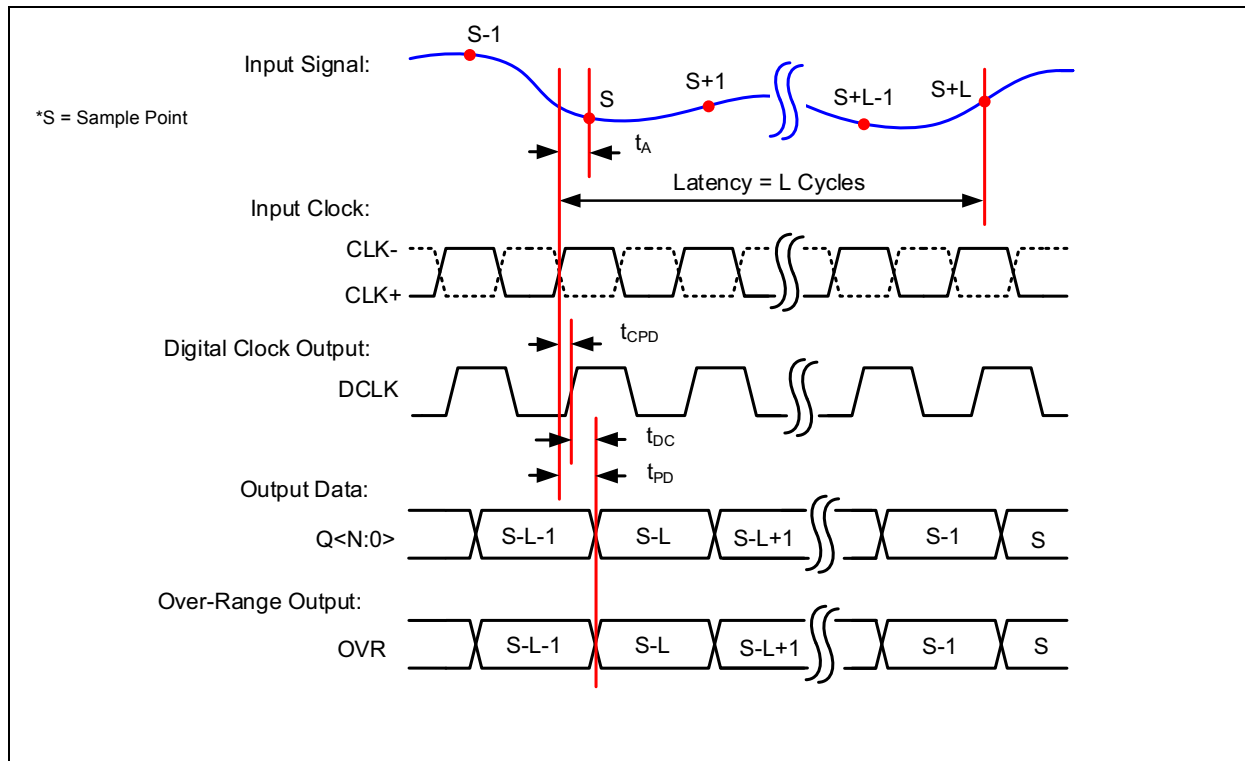 S-1
Input Signal:
S
S+1
S+L-1
S+L
*S = Sample Point
tA
Latency = L Cycles
Input Clock:
CLK-
CLK+
tCPD
Digital Clock Output:
DCLK
tDC
tPD
Output Data:
Q<N:0>
S-L-1
S-L
S-L+1
S-1
S
Over-Range Output:
OVR
S-L-1
S-L
S-L+1
S-1
S